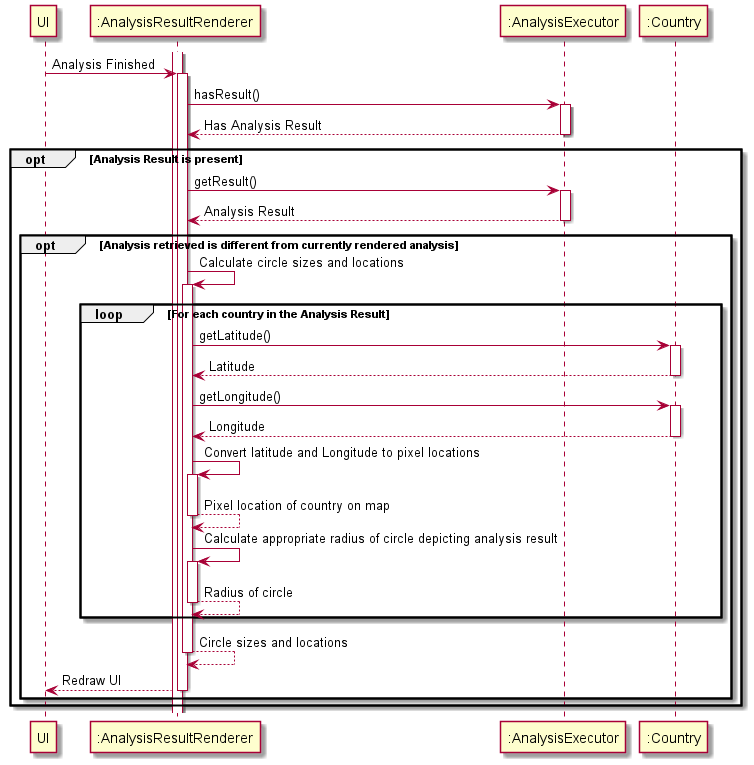 UI
:AnalysisResultRenderer
:AnalysisExecutor
:Country
Analysis Finished
hasResult()
Has Analysis Result
opt
[Analysis Result is present]
getResult()
Analysis Result
opt
[Analysis retrieved is different from currently rendered analysis]
Calculate circle sizes and locations
loop
[For each country in the Analysis Result]
getLatitude()
Latitude
getLongitude()
Longitude
Convert latitude and Longitude to pixel locations
Pixel location of country on map
Calculate appropriate radius of circle depicting analysis result
Radius of circle
Circle sizes and locations
Redraw UI
UI
:AnalysisResultRenderer
:AnalysisExecutor
:Country